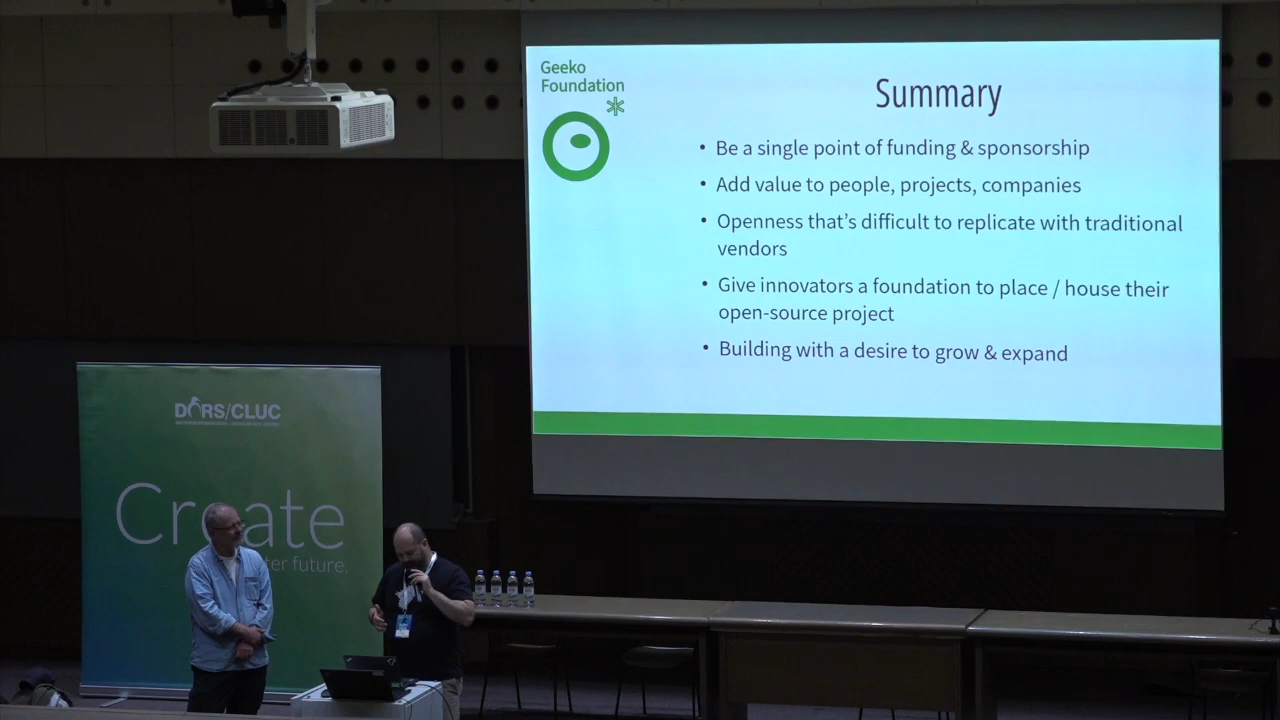 Geeko
Foundation
Summary
• Be a single point of funding & sponsorship
• Add value to people, projects, companies
• Openness that's difficult to replicate with traditional
vendors
• Give innovators a foundation to place / house their
open-source project
• Building with a desire to grow & expand
DORS/CLUC
Create
future.